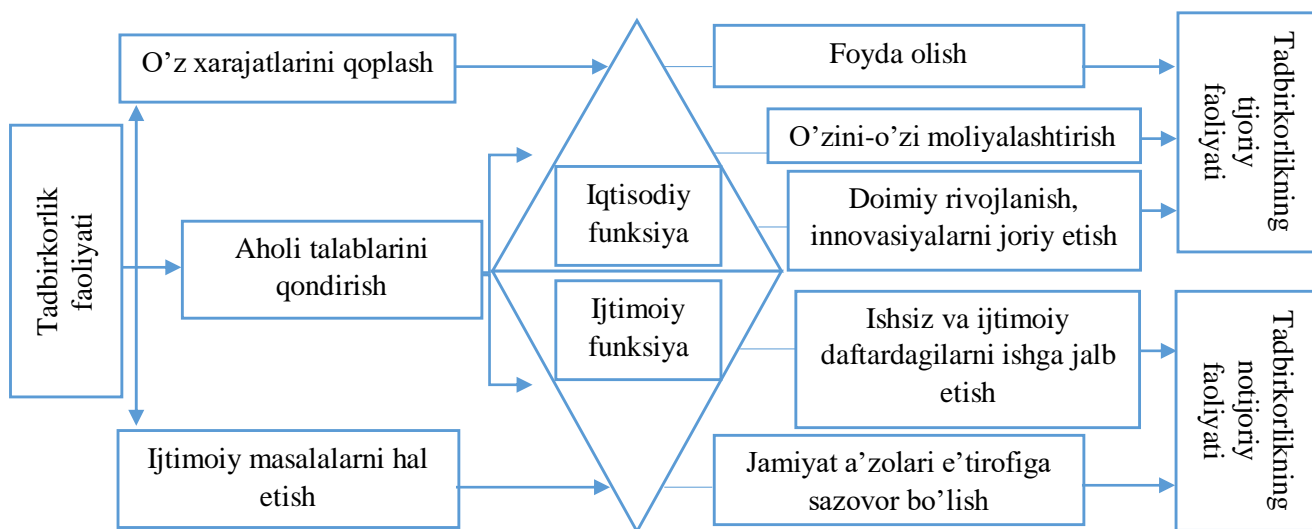 Tadbirkorlik
faoliyati
O’z xarajatlarini qoplash
Aholi talablarini
qondirish
Ijtimoiy masalalarni hal
etish
Iqtisodiy
funksiya
Ijtimoiy
funksiya
Foyda olish
O’zini-o’zi moliyalashtirish
Doimiy rivojlanish,
innovasiyalarni joriy etish
Ishsiz va ijtimoiy
daftardagilarni ishga jalb
etish
Jamiyat a’zolari e’tirofiga
sazovor bo’lish
Tadbirkorlikning
tijoriy
faoliyati
Tadbirkorlikning
notijoriy
faoliyati